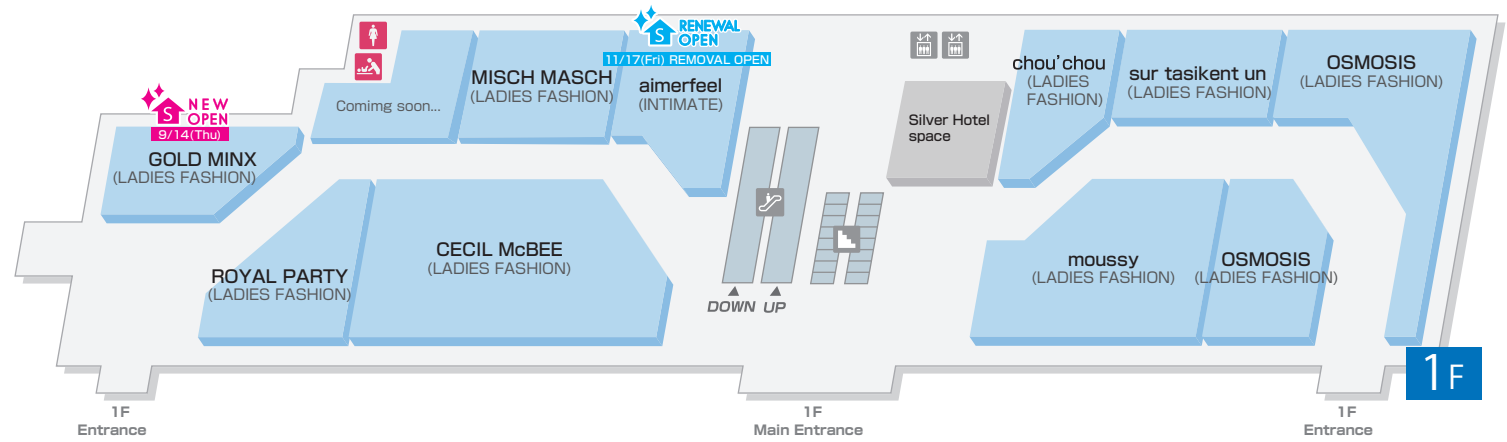 NEW
OPEN
9/14(Thu)
GOLD MINX
(LADIES FASHION)
Comimg soon...
MISCH MASCH
(LADIES FASHION)
RENEWAL
OPEN
11/17(Fri) REMOVAL OPEN
aimerfeel
(INTIMATE)
Silver Hotel
space
chou'chou
(LADIES
FASHION)
sur tasikent un
(LADIES FASHION)
OSMOSIS
(LADIES FASHION)
ROYAL PARTY
(LADIES FASHION)
CECIL McBEE
(LADIES FASHION)
DOWN UP
moussy
(LADIES FASHION)
OSMOSIS
(LADIES FASHION)
1F
1F
Entrance
1F
Main Entrance
1F
Entrance
S
S